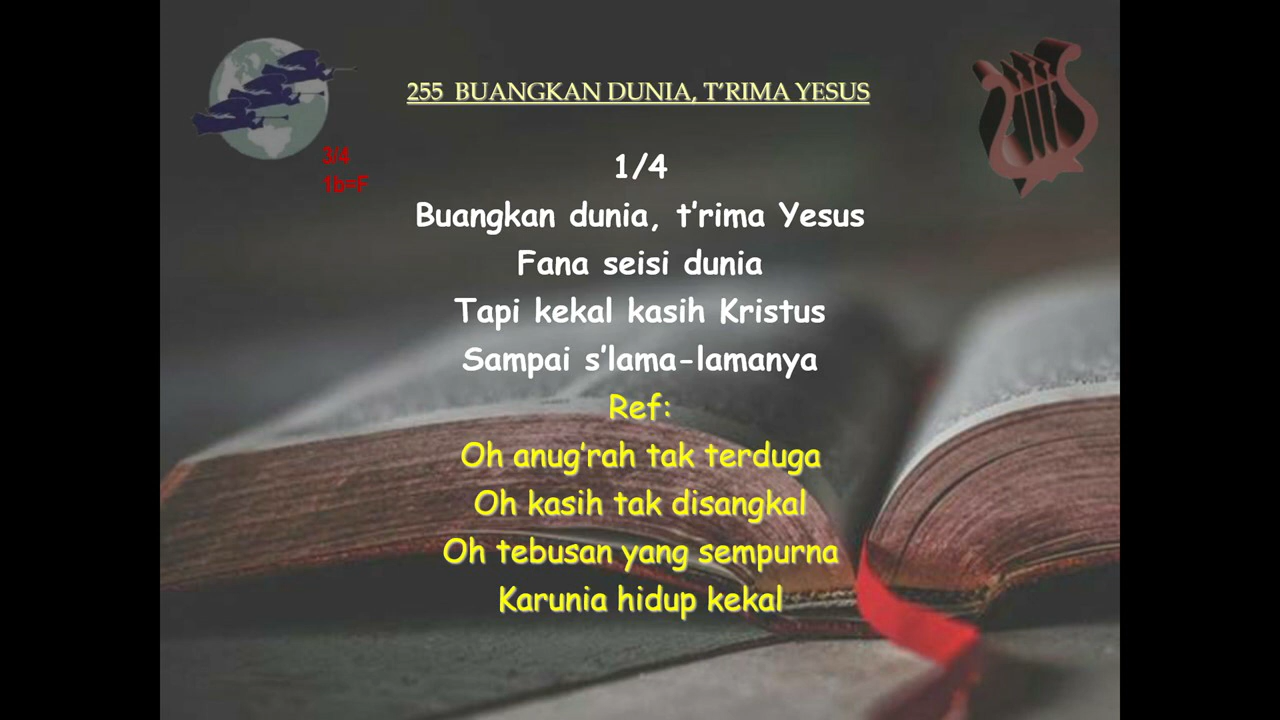 255 BUANGKAN DUNIA, T'RIMA YESUS
3/4
1b=F
1/4
Buangkan dunia, t'rima Yesus
Fana seisi dunia
Tapi kekal kasih Kristus
Sampai s'lama-lamanya
Ref:
Oh anug'rah tak terduga
Oh kasih tak disangkal
Oh tebusan yang sempurna
Karunia hidup kekal